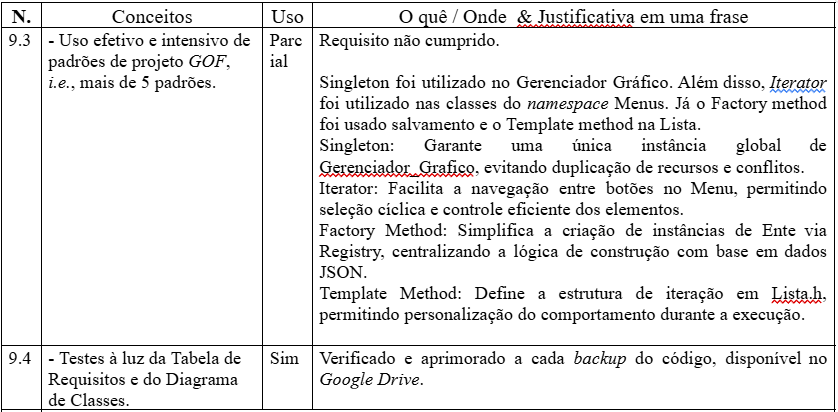 N. Conceitos Uso O quê / Onde & Justificativa em uma frase
9.3 - Uso efetivo e intensivo de padrões de projeto GOF, i.e., mais de 5 padrões. Parcial
Requisito não cumprido.
Singleton foi utilizado no Gerenciador Gráfico. Além disso, Iterator
foi utilizado nas classes do namespace Menus. Já o Factory method
foi usado salvamento e o Template method na Lista.
Singleton: Garante uma única instância global de
Gerenciador_Grafico, evitando duplicação de recursos e conflitos.
Iterator: Facilita a navegação entre botões no Menu, permitindo
seleção cíclica e controle eficiente dos elementos.
Factory Method: Simplifica a criação de instâncias de Ente via
Registry, centralizando a lógica de construção com base em dados
JSON.
Template Method: Define a estrutura de iteração em Lista.h,
permitindo personalização do comportamento durante a execução.
9.4 - Testes à luz da Tabela de Requisitos e do Diagrama de Classes. Sim
Verificado e aprimorado a cada backup do código, disponível no
Google Drive.